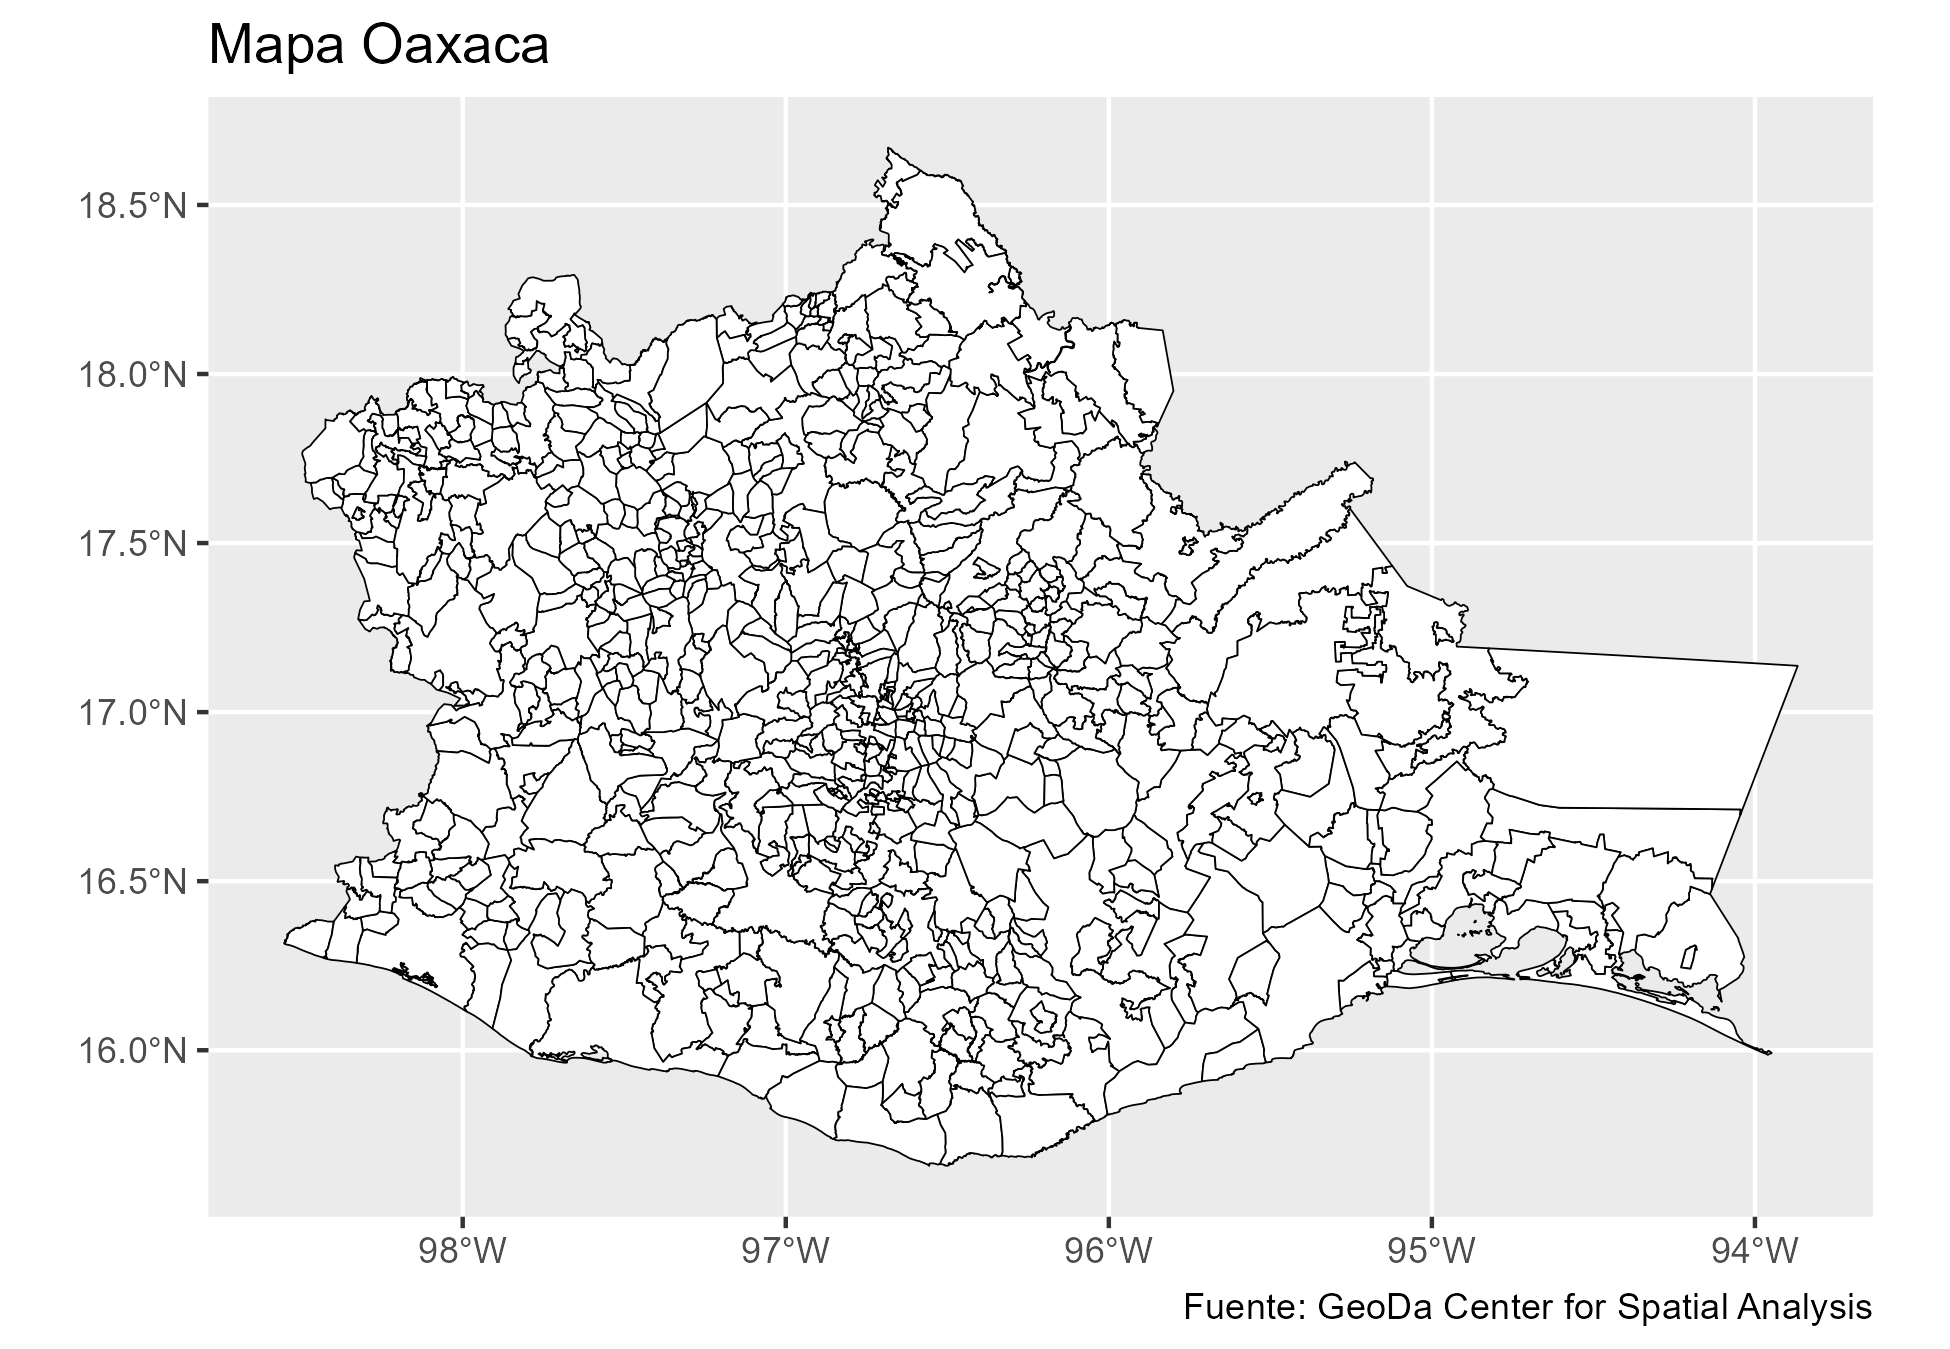 Mapa Oaxaca
18.5°N
18.0°N
17.5°N
17.0°N
16.5°N
16.0°N
98°W 97°W 96°W 95°W 94°W
Fuente: GeoDa Center for Spatial Analysis